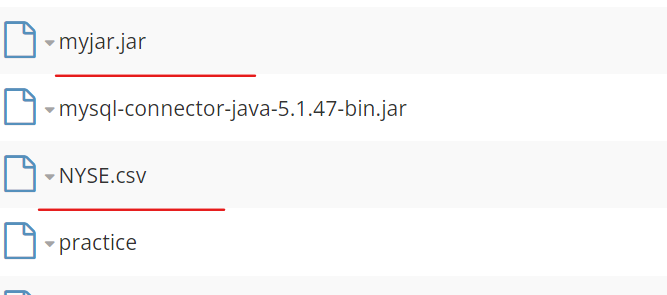 myjar.jar
mysql-connector-java-5.1.47-bin.jar
NYSE.csv
practice